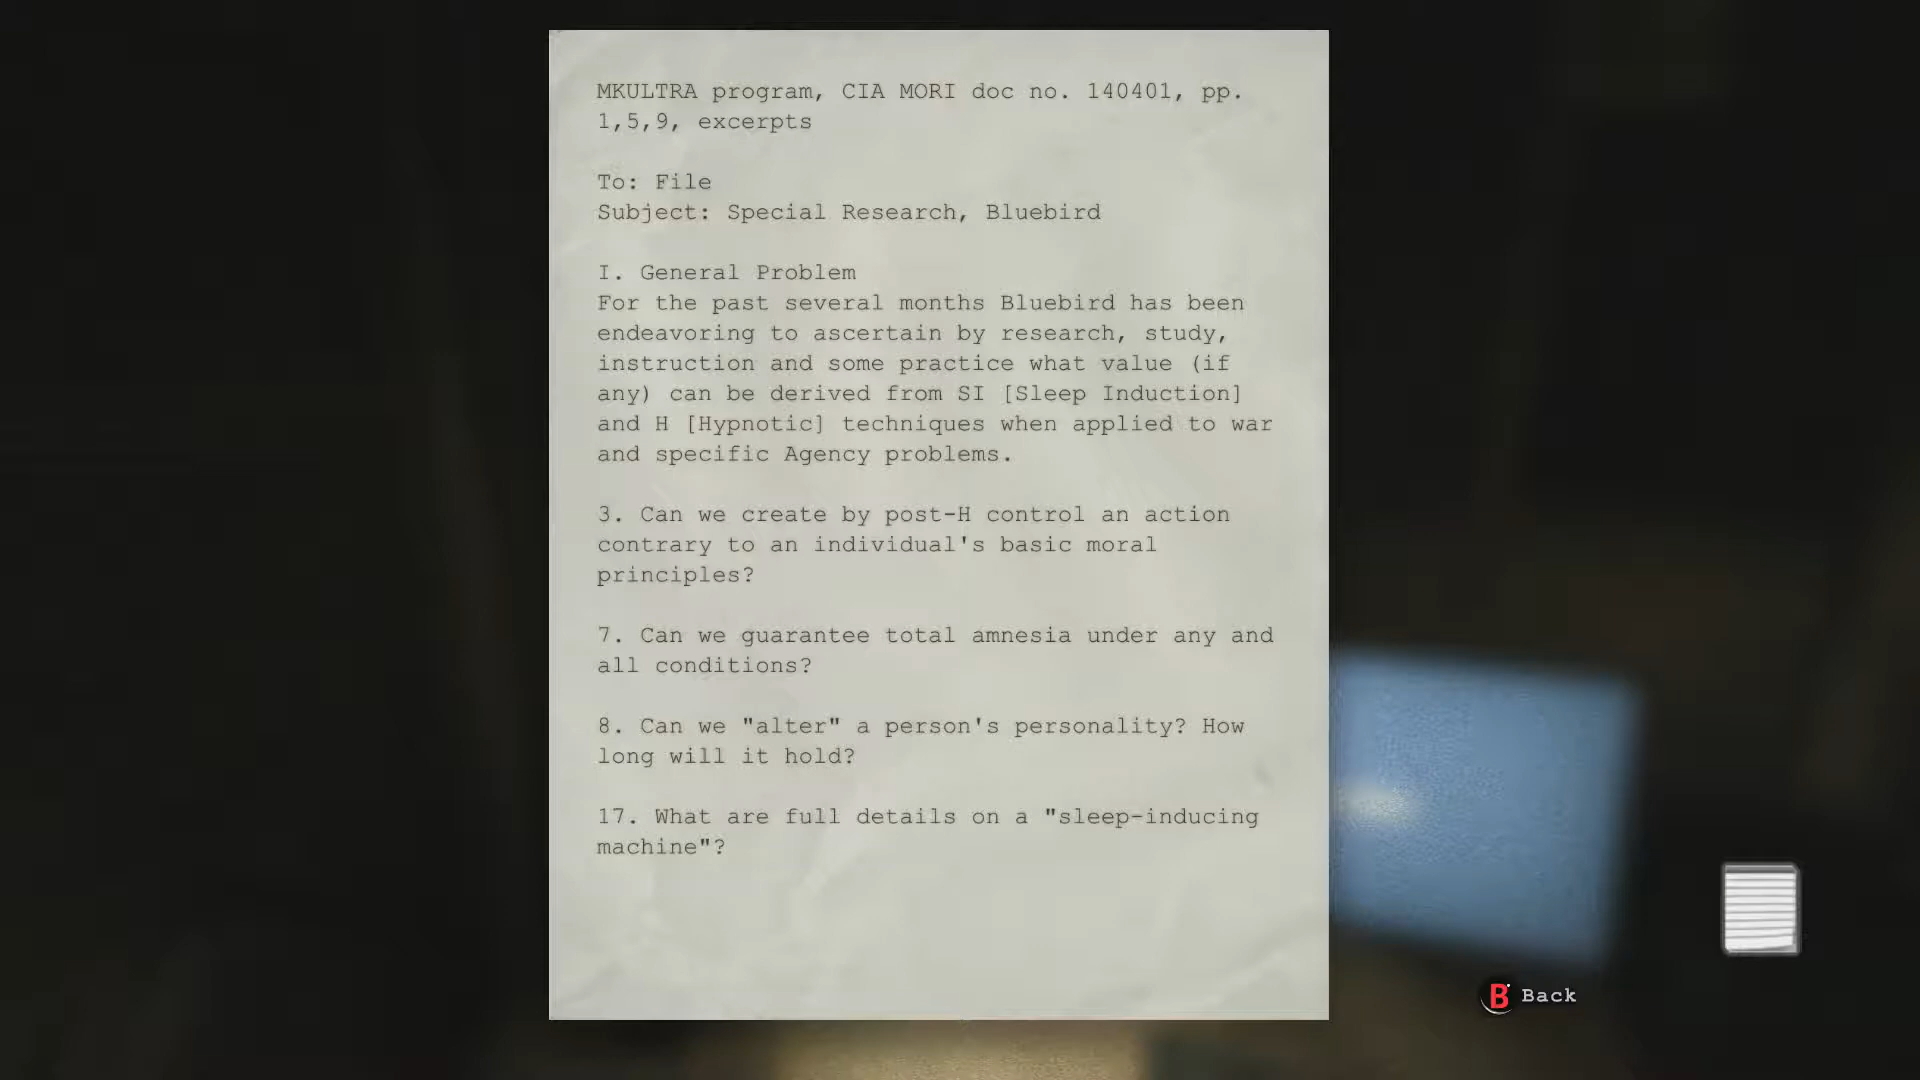 MKULTRA program, CIA MORI doc no. 140401, pp.
1,5,9, excerpts
To: File
Subject: Special Research, Bluebird
I. General Problem
For the past several months Bluebird has been
endeavoring to ascertain by research, study,
instruction and some practice what value (if
any) can be derived from SI [Sleep Induction]
and H [Hypnotic] techniques when applied to war
and specific Agency problems.
3. Can we create by post-H control an action
contrary to an individual's basic moral
principles?
7. Can we guarantee total amnesia under any and
all conditions?
8. Can we "alter" a person's personality? How
long will it hold?
17. What are full details on a "sleep-inducing
machine"?
B Back